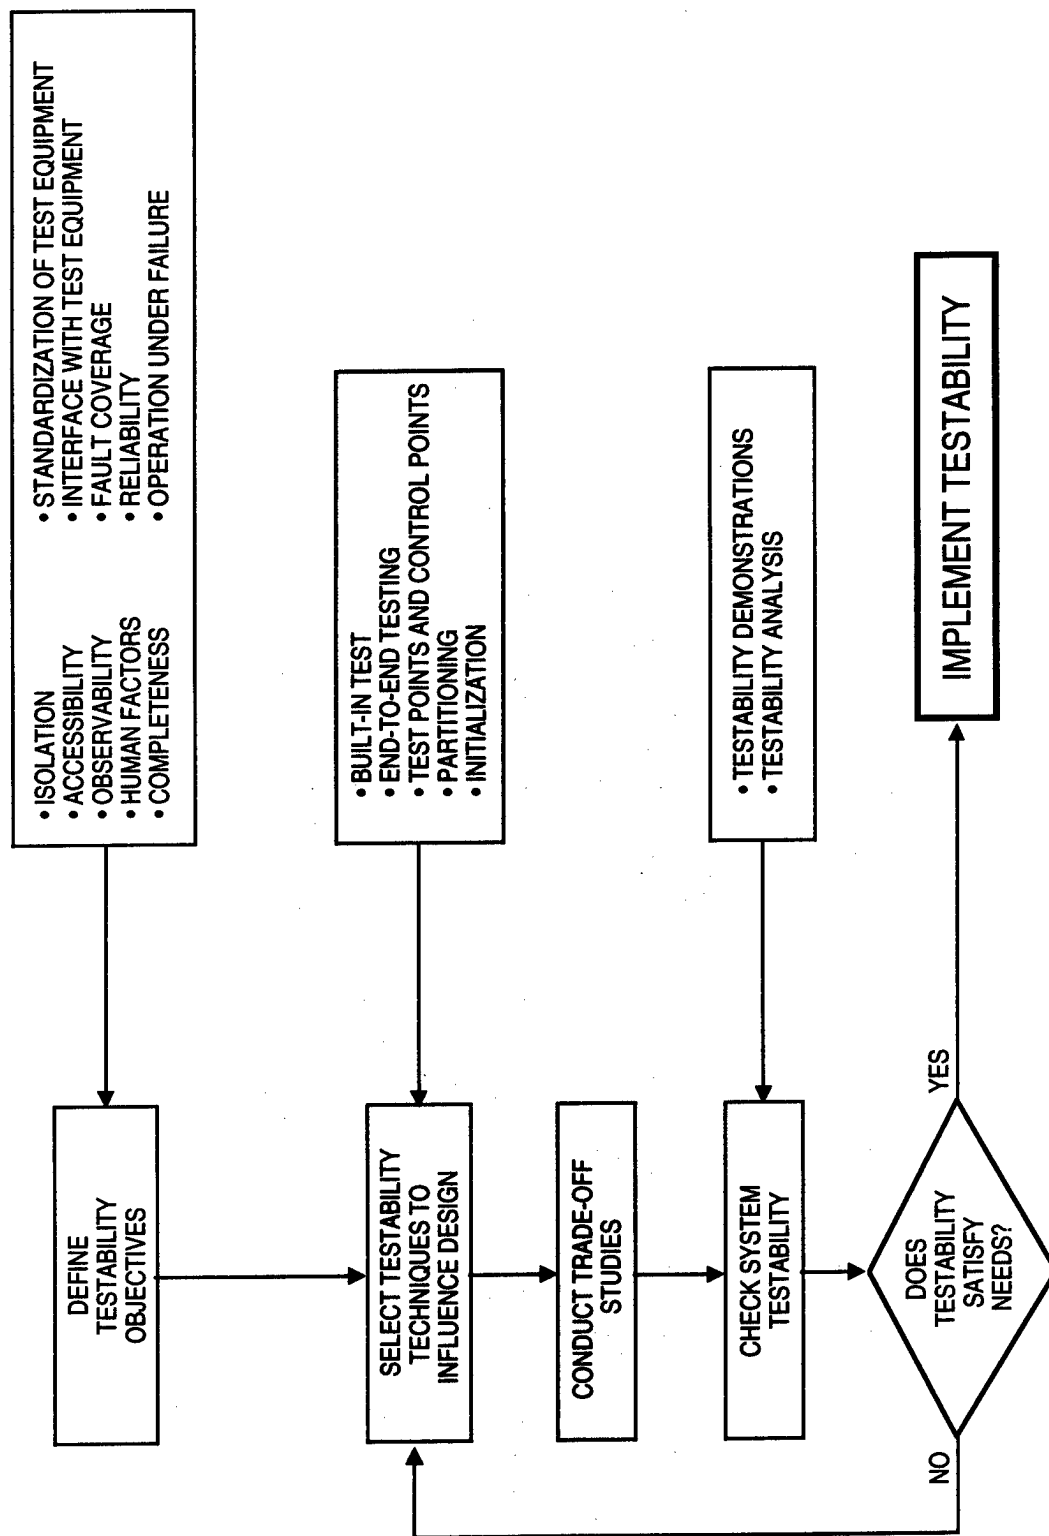 DEFINE
TESTABILITY
OBJECTIVES
• ISOLATION
• ACCESSIBILITY
• OBSERVABILITY
• HUMAN FACTORS
• COMPLETENESS
• STANDARDIZATION OF TEST EQUIPMENT
• INTERFACE WITH TEST EQUIPMENT
• FAULT COVERAGE
• RELIABILITY
• OPERATION UNDER FAILURE
SELECT TESTABILITY
TECHNIQUES TO
INFLUENCE DESIGN
• BUILT-IN TEST
• END-TO-END TESTING
• TEST POINTS AND CONTROL POINTS
• PARTITIONING
• INITIALIZATION
CONDUCT TRADE-OFF
STUDIES
CHECK SYSTEM
TESTABILITY
• TESTABILITY DEMONSTRATIONS
• TESTABILITY ANALYSIS
DOES
TESTABILITY
SATISFY
NEEDS?
NO
YES
IMPLEMENT TESTABILITY